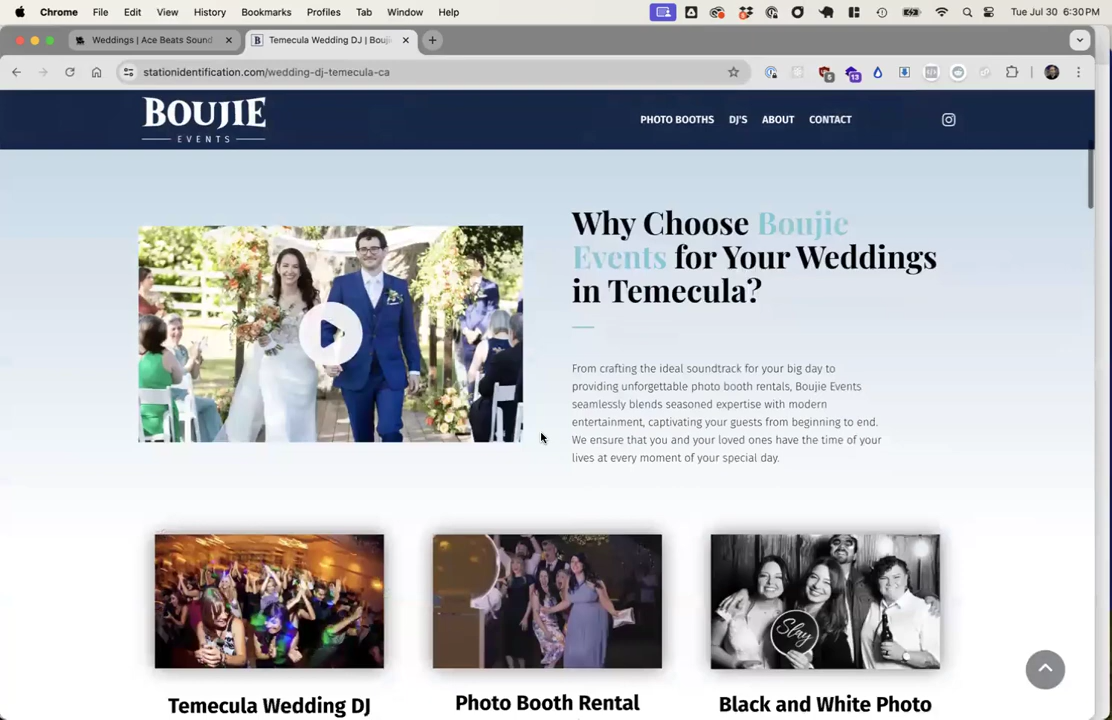 Chrome File Edit View History Bookmarks Profiles Tab Window Help Tue Jul 30 6:30 PM
Weddings | Ace Beats Sound
Temecula Wedding DJ | Bouj
stationidentification.com/wedding-dj-temecula-ca
5
13
BOUJIE
EVENTS
PHOTO BOOTHS DJ'S ABOUT CONTACT
Why Choose Boujie
Events for Your Weddings
in Temecula?
From crafting the ideal soundtrack for your big day to
providing unforgettable photo booth rentals, Boujie Events
seamlessly blends seasoned expertise with modern
entertainment, captivating your guests from beginning to end.
We ensure that you and your loved ones have the time of your
lives at every moment of your special day.
Slay
Temecula Wedding DJ
Photo Booth Rental
Black and White Photo